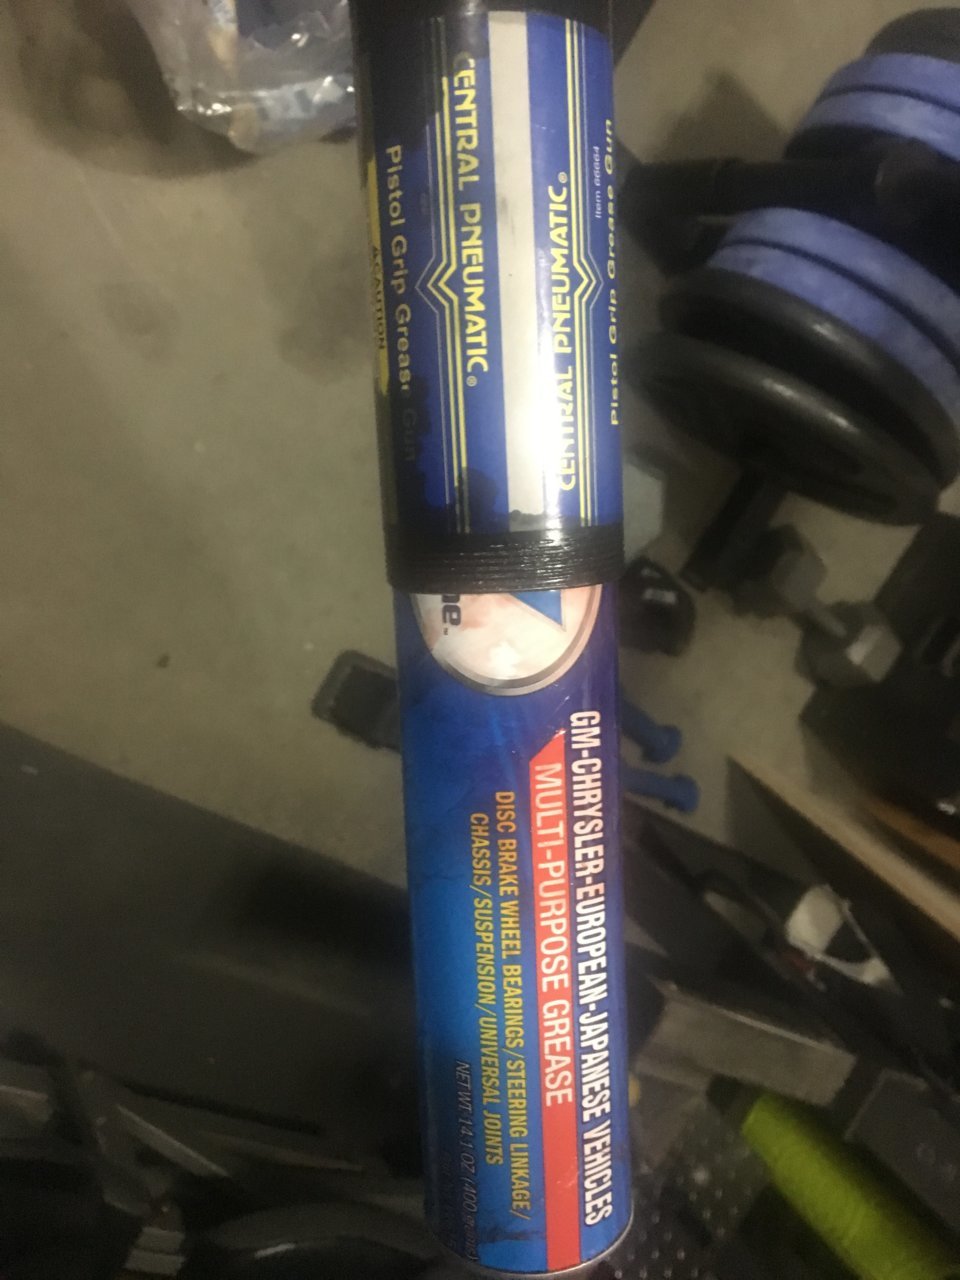 CENTRAL PNEUMATIC®
Pistol Grip Grease Gun
⚠CAUTION
CENTRAL PNEUMATIC®
Pistol Grip Grease Gun
Item 66664
ne™
GM-CHRYSLER-EUROPEAN-JAPANESE VEHICLES
MULTI-PURPOSE GREASE
DISC BRAKE WHEEL BEARINGS/STEERING LINKAGE/
CHASSIS/SUSPENSION/UNIVERSAL JOINTS
NET WT. 14.1 OZ (400 grams)